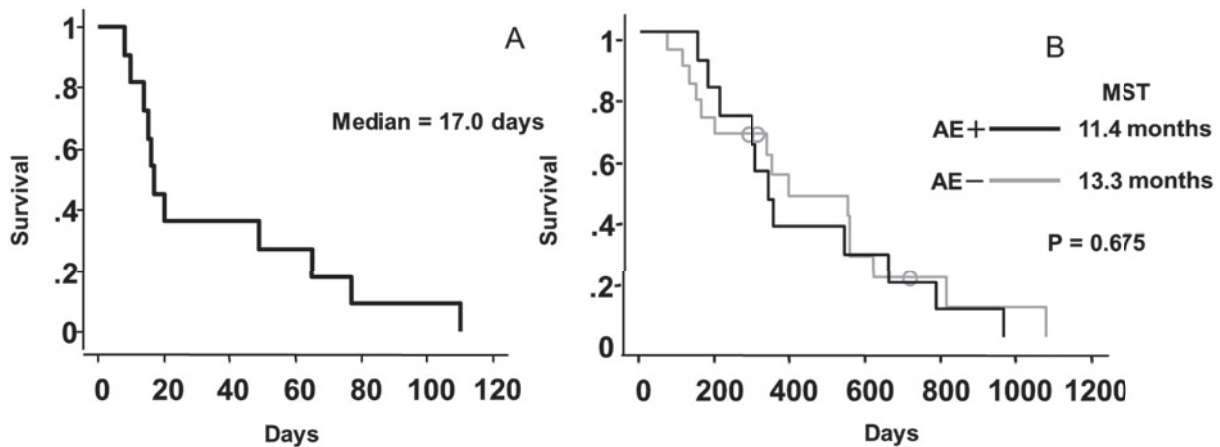 A
1
.8
.6
.4
.2
0
Survival
Median = 17.0 days
0 20 40 60 80 100 120
Days
B
1
.8
.6
.4
.2
0
Survival
MST
AE+ 11.4 months
AE− 13.3 months
P = 0.675
0 200 400 600 800 1000 1200
Days